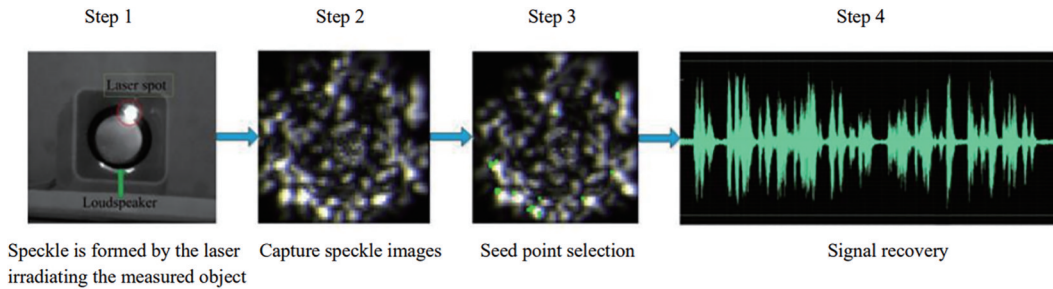 Step 1
Step 2
Step 3
Step 4
Laser spot
Loudspeaker
Speckle is formed by the laser
irradiating the measured object
Capture speckle images
Seed point selection
Signal recovery